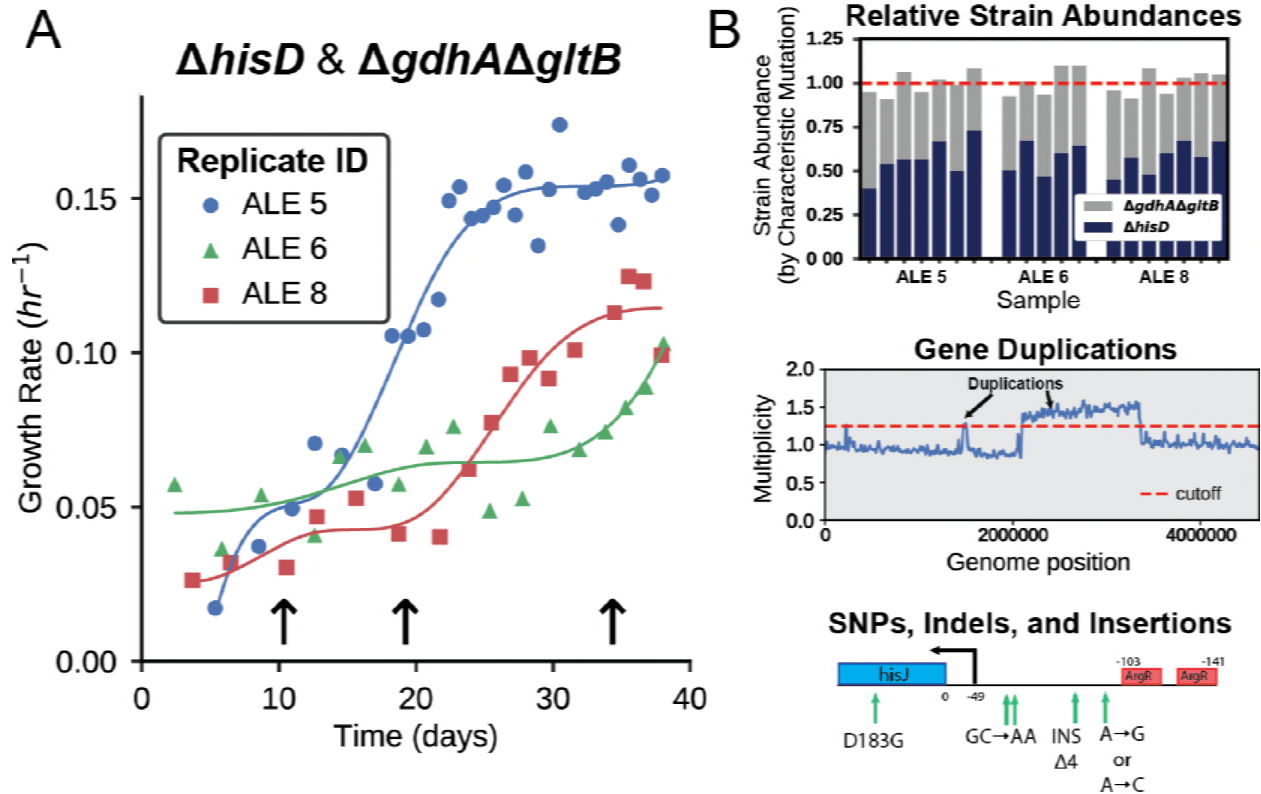 A
ΔhisD & ΔgdhAΔgltB
Replicate ID
ALE 5
ALE 6
ALE 8
Growth Rate (hr⁻¹)
0.15
0.10
0.05
0.00
0
10
20
30
40
Time (days)
B
Relative Strain Abundances
Strain Abundance
(by Characteristic Mutation)
1.25
1.00
0.75
0.50
0.25
0 00
ΔgdhAΔgltB
ΔhisD
ALE 5
ALE 6
ALE 8
Sample
Gene Duplications
Multiplicity
2.0
1.5
1.0
0.5
0.0
Duplications
cutoff
0
2000000
4000000
Genome position
SNPs, Indels, and Insertions
hisJ
0
-49
-103
-141
ArgR
ArgR
D183G
GC→AA
INS
Δ4
A→G
or
A→C